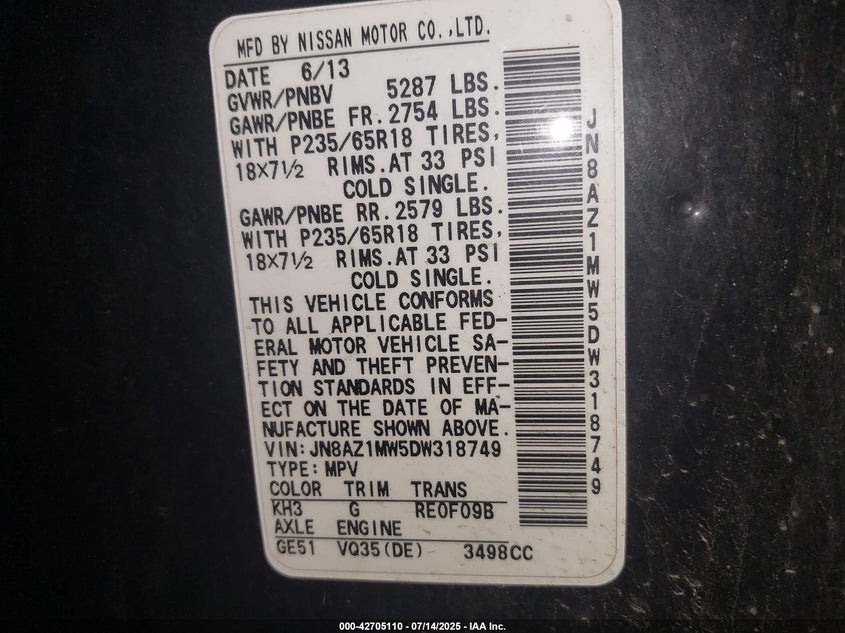 MFD BY NISSAN MOTOR CO.,LTD.
DATE 6/13
GVWR/PNBV 5287 LBS.
GAWR/PNBE FR.2754 LBS.
WITH P235/65R18 TIRES,
18X7½ RIMS.AT 33 PSI
COLD SINGLE.
GAWR/PNBE RR.2579 LBS.
WITH P235/65R18 TIRES,
18X7½ RIMS.AT 33 PSI
COLD SINGLE.
THIS VEHICLE CONFORMS
TO ALL APPLICABLE FED-
ERAL MOTOR VEHICLE SA-
FETY AND THEFT PREVEN-
TION STANDARDS IN EFF-
ECT ON THE DATE OF MA-
NUFACTURE SHOWN ABOVE.
VIN:JN8AZ1MW5DW318749
TYPE:MPV
COLOR TRIM TRANS
KH3 G RE0F09B
AXLE ENGINE
GE51 VQ35(DE) 3498CC
JN8AZ1MW5DW318749
000-42705110 - 07/14/2025 - IAA Inc.